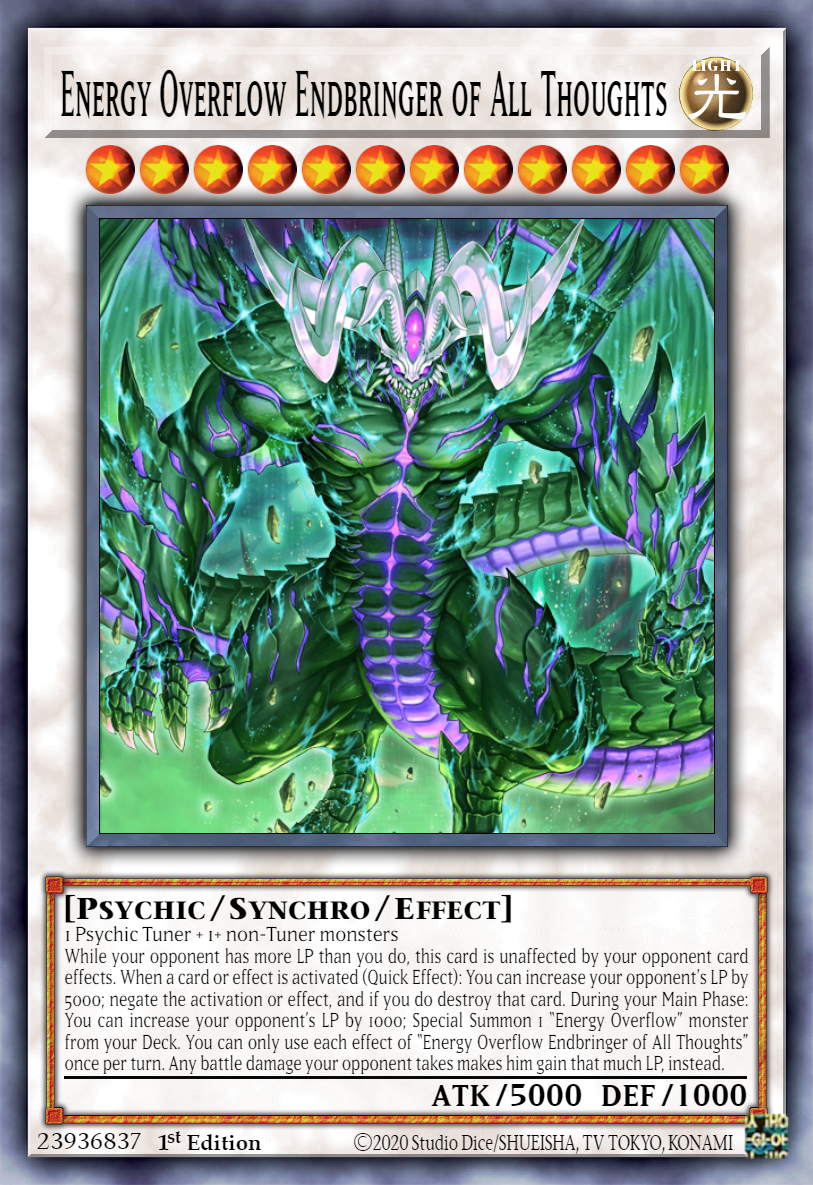 Energy Overflow Endbringer of All Thoughts
LIGHT
光
[Psychic/Synchro/Effect]
1 Psychic Tuner + 1+ non-Tuner monsters
While your opponent has more LP than you do, this card is unaffected by your opponent card
effects. When a card or effect is activated (Quick Effect): You can increase your opponent's LP by
5000; negate the activation or effect, and if you do destroy that card. During your Main Phase:
You can increase your opponent's LP by 1000; Special Summon 1 "Energy Overflow" monster
from your Deck. You can only use each effect of "Energy Overflow Endbringer of All Thoughts"
once per turn. Any battle damage your opponent takes makes him gain that much LP, instead.
ATK/5000 DEF/1000
23936837 1st Edition ©2020 Studio Dice/SHUEISHA, TV TOKYO, KONAMI